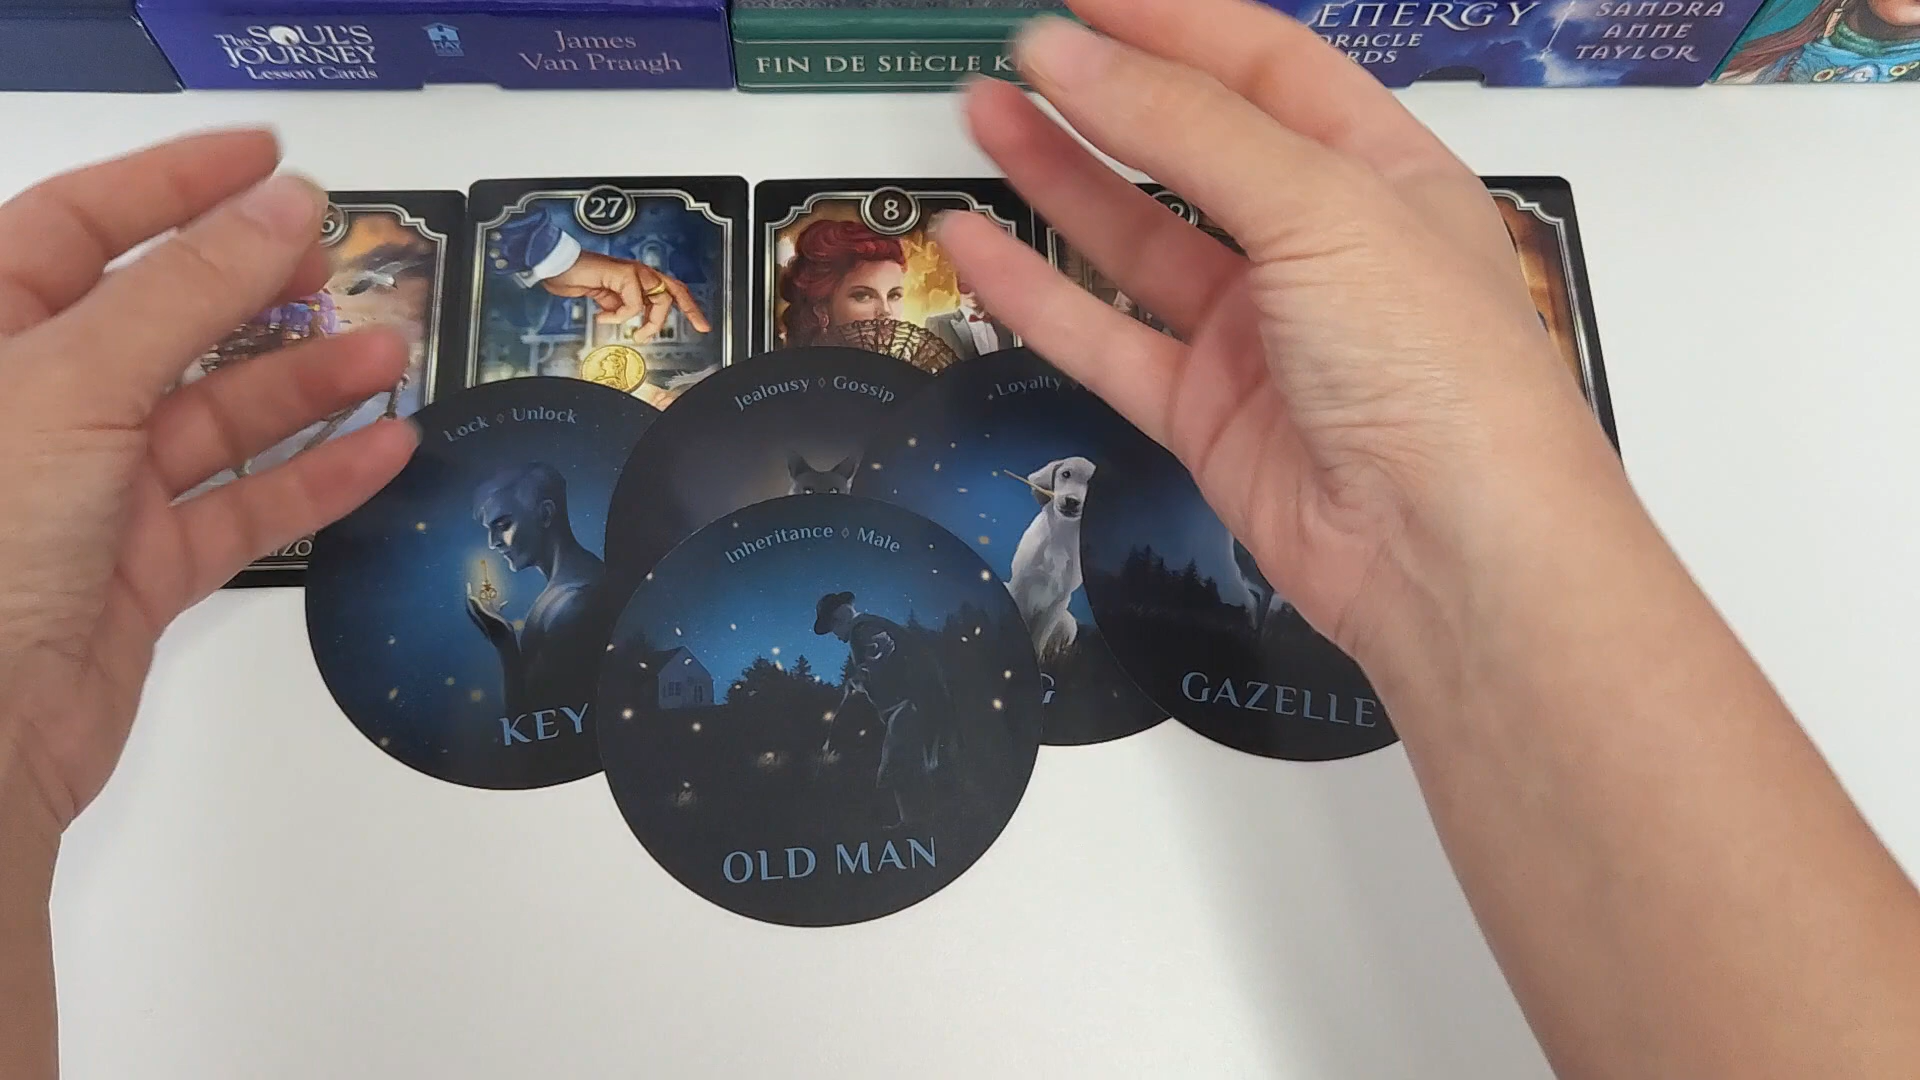 The SOUL'S
JOURNEY
Lesson Cards
HAY
James
Van Praagh
FIN DE SIÈCLE
ENERGY
ORACLE
SANDRA
ANNE
TAYLOR
27
8
Lock ◊ Unlock
Jealousy ◊ Gossip
Loyalty
KEY
Inheritance ◊ Male
OLD MAN
GAZELLE